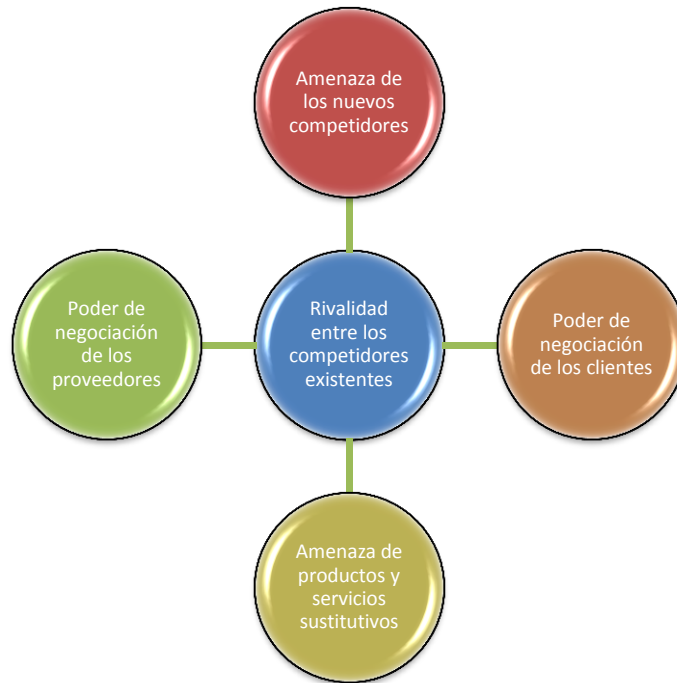 Amenaza de
los nuevos
competidores
Poder de
negociación
de los
proveedores
Rivalidad
entre los
competidores
existentes
Poder de
negociación
de los clientes
Amenaza de
productos y
servicios
sustitutivos